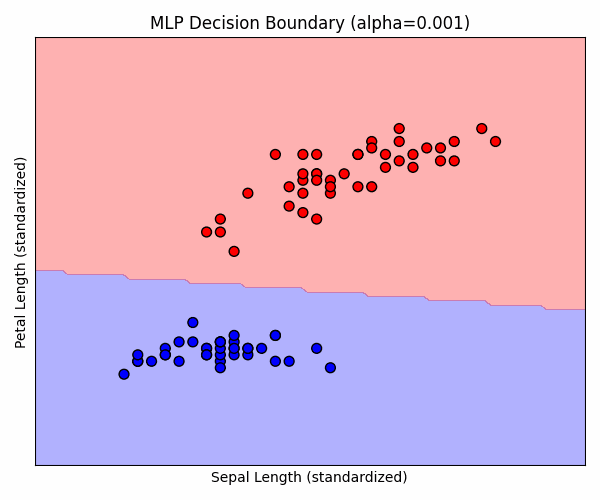 MLP Decision Boundary (alpha=0.001)
Petal Length (standardized)
Sepal Length (standardized)